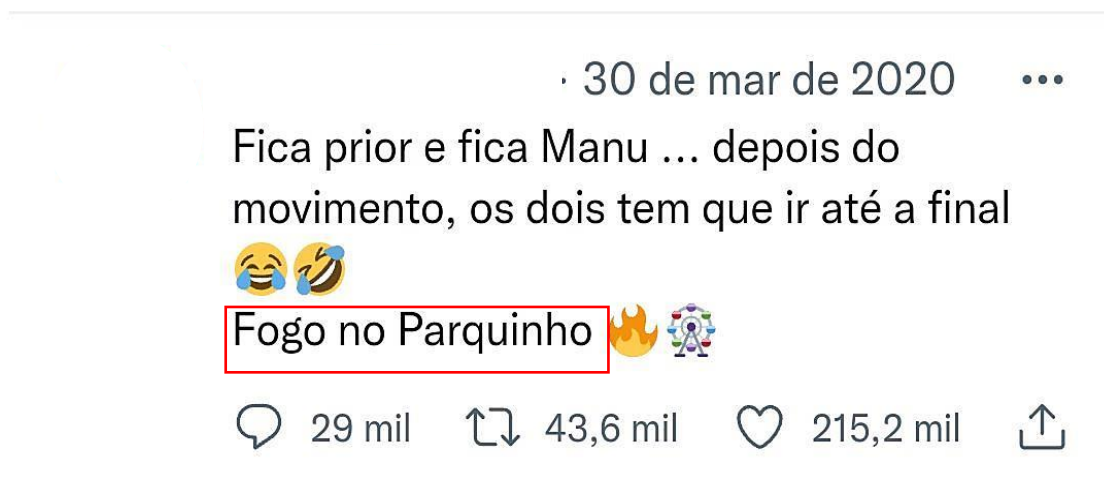 · 30 de mar de 2020
Fica prior e fica Manu ... depois do
movimento, os dois tem que ir até a final
😂🤣
Fogo no Parquinho 🔥🎡
29 mil 43,6 mil 215,2 mil